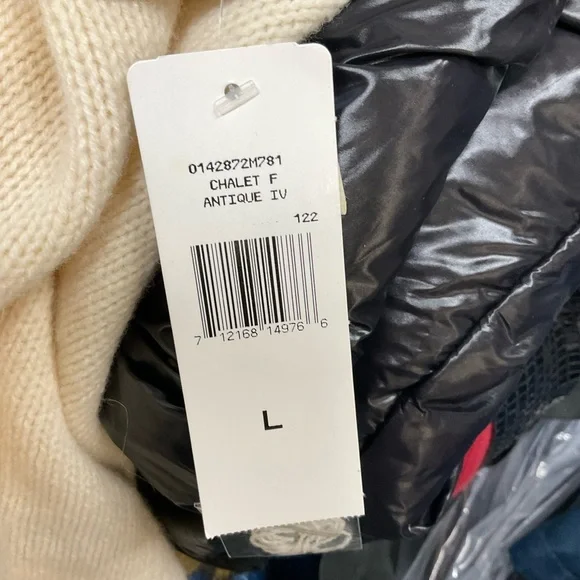 0142872M781
CHALET F
ANTIQUE IV
122
7 12168 14976 6
L